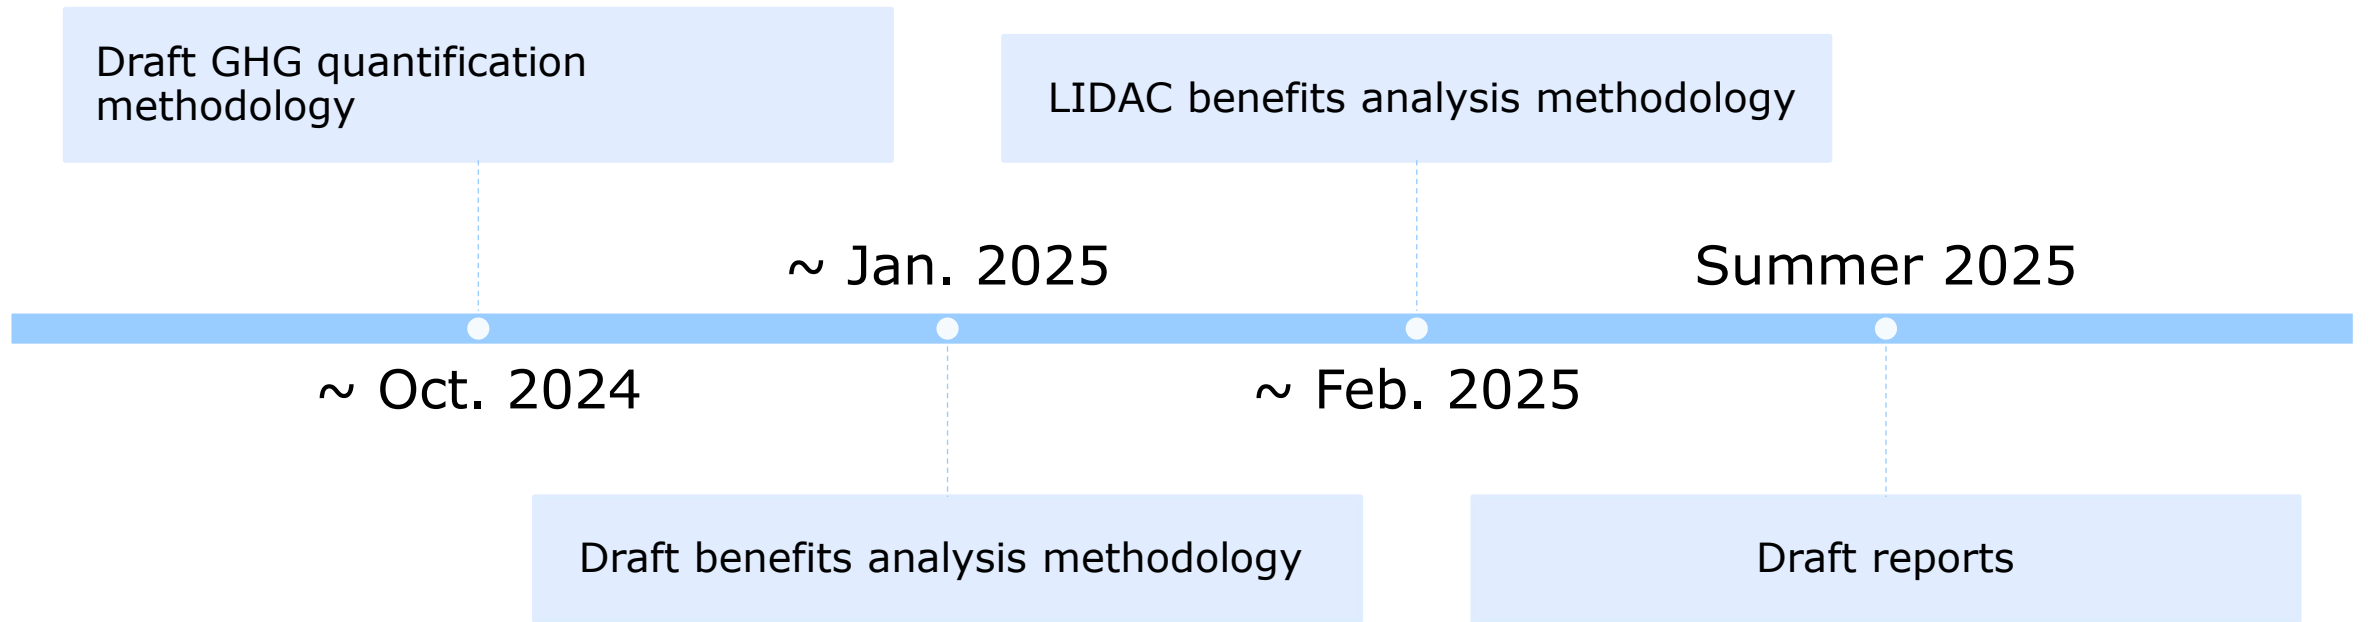 Draft GHG quantification
methodology
LIDAC benefits analysis methodology
~ Jan. 2025
Summer 2025
~ Oct. 2024
~ Feb. 2025
Draft benefits analysis methodology
Draft reports